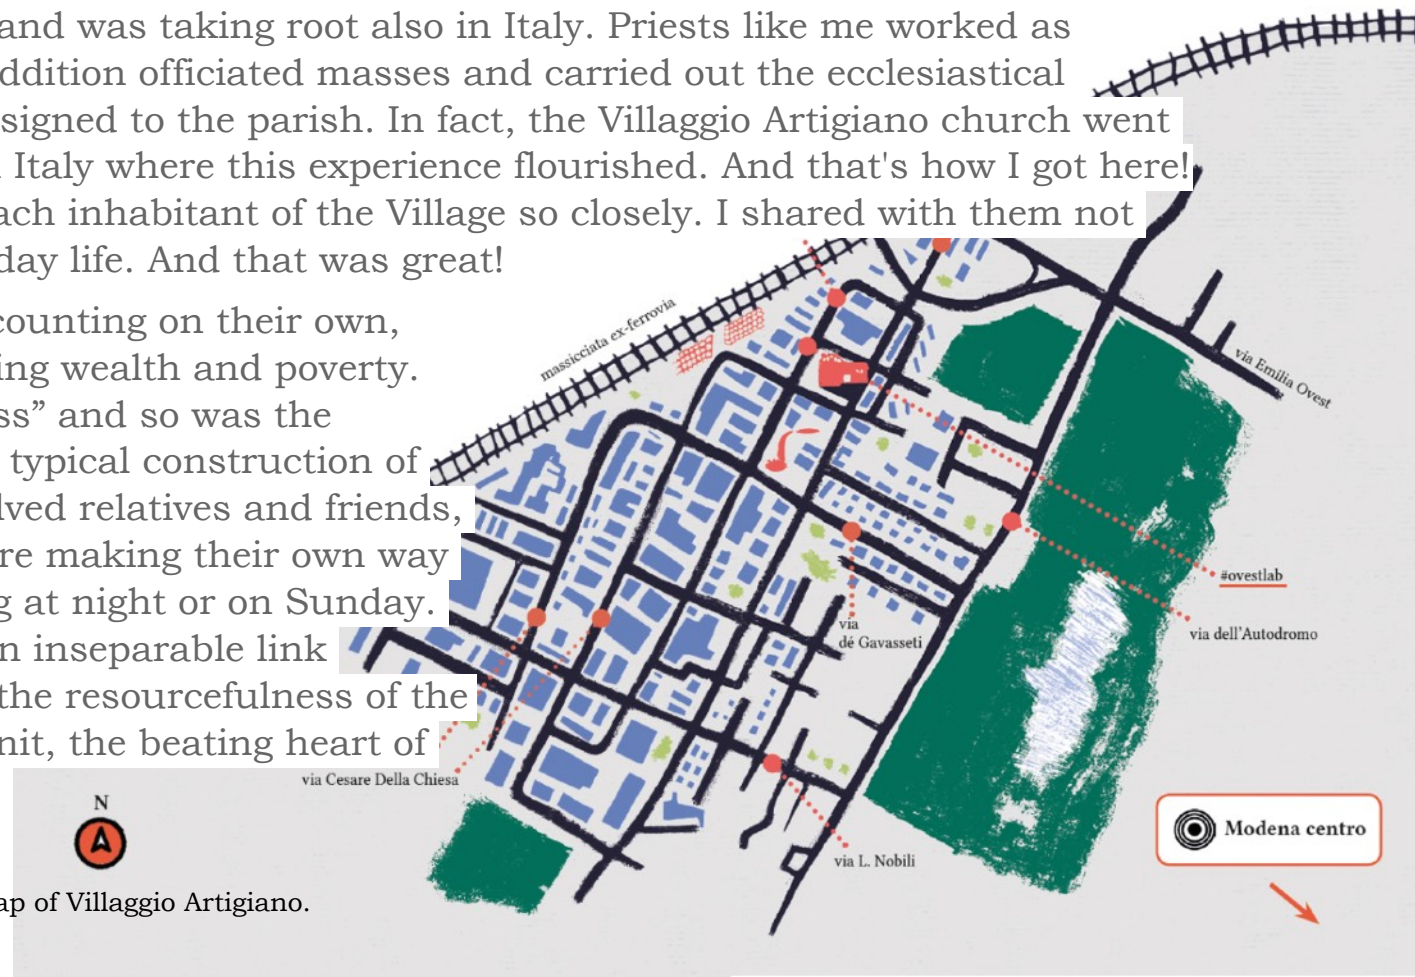 and was taking root also in Italy. Priests like me worked as
ddition officiated masses and carried out the ecclesiastical
signed to the parish. In fact, the Villaggio Artigiano church went
Italy where this experience flourished. And that's how I got here!
ach inhabitant of the Village so closely. I shared with them not
day life. And that was great!
counting on their own,
ing wealth and poverty.
ss” and so was the
typical construction of
lved relatives and friends,
re making their own way
g at night or on Sunday.
n inseparable link
the resourcefulness of the
nit, the beating heart of
massicciata ex-ferrovia
via Emilia Ovest
#ovestlab
via dell'Autodromo
via
dé Gavasseti
via Cesare Della Chiesa
via L. Nobili
N
Modena centro
ap of Villaggio Artigiano.